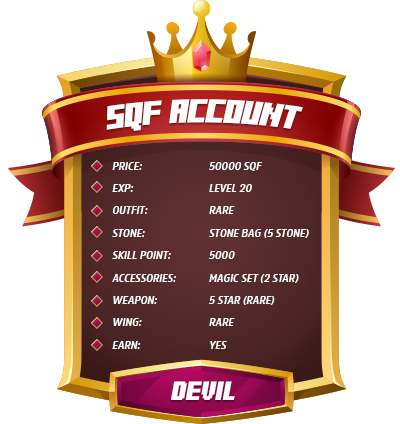 SQF ACCOUNT
PRICE: 50000 SQF
EXP: LEVEL 20
OUTFIT: RARE
STONE: STONE BAG (5 STONE)
SKILL POINT: 5000
ACCESSORIES: MAGIC SET (2 STAR)
WEAPON: 5 STAR (RARE)
WING: RARE
EARN: YES
DEVIL